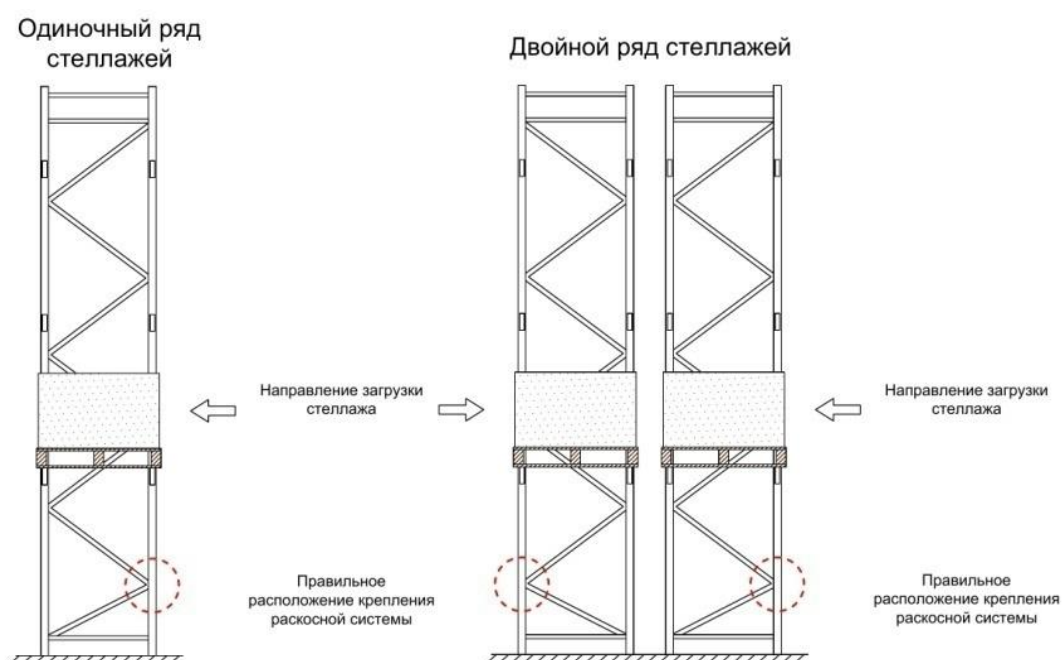 Одиночный ряд
стеллажей
Двойной ряд стеллажей
Направление загрузки
стеллажа
Направление загрузки
стеллажа
Правильное
расположение крепления
раскосной системы
Правильное
расположение крепления
раскосной системы